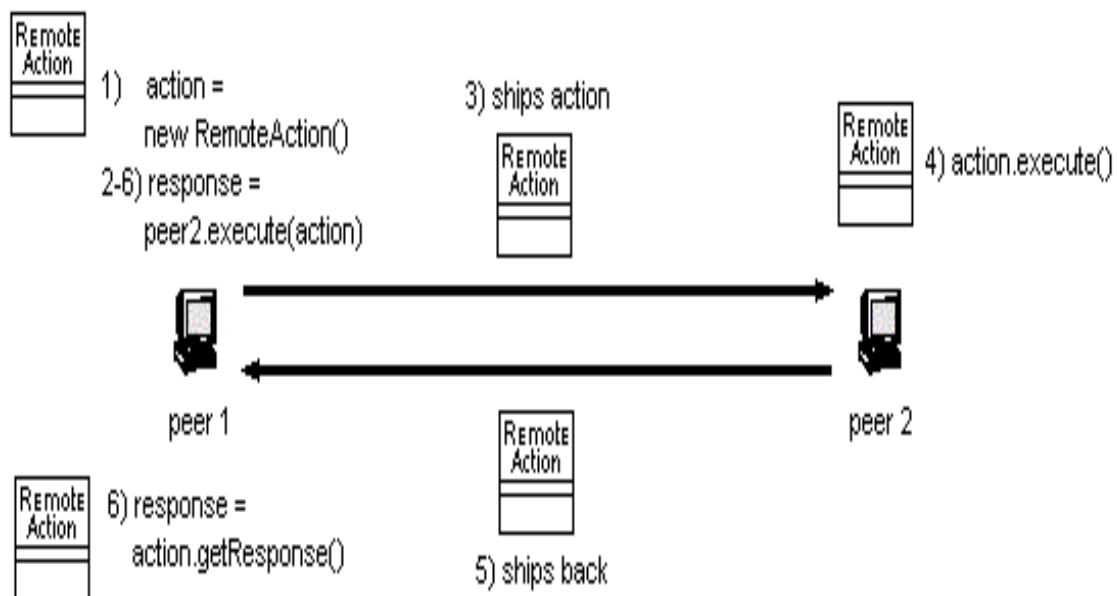 Remote
Action
1) action =
new RemoteAction()
2-6) response =
peer2.execute(action)
3) ships action
Remote
Action
Remote
Action
4) action.execute()
peer 1
peer 2
Remote
Action
5) ships back
Remote
Action
6) response =
action.getResponse()